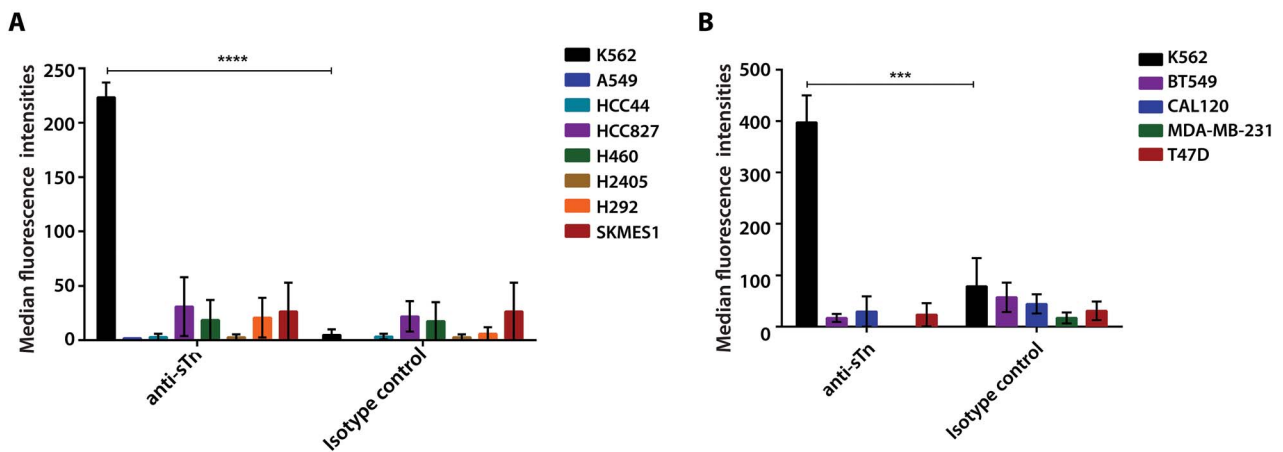 A
Median fluorescence intensities
250
200
150
100
50
0
****
anti-sTn
Isotype control
K562
A549
HCC44
HCC827
H460
H2405
H292
SKMES1
B
Median fluorescence intensities
500
400
300
200
100
0
***
anti-sTn
Isotype control
K562
BT549
CAL120
MDA-MB-231
T47D